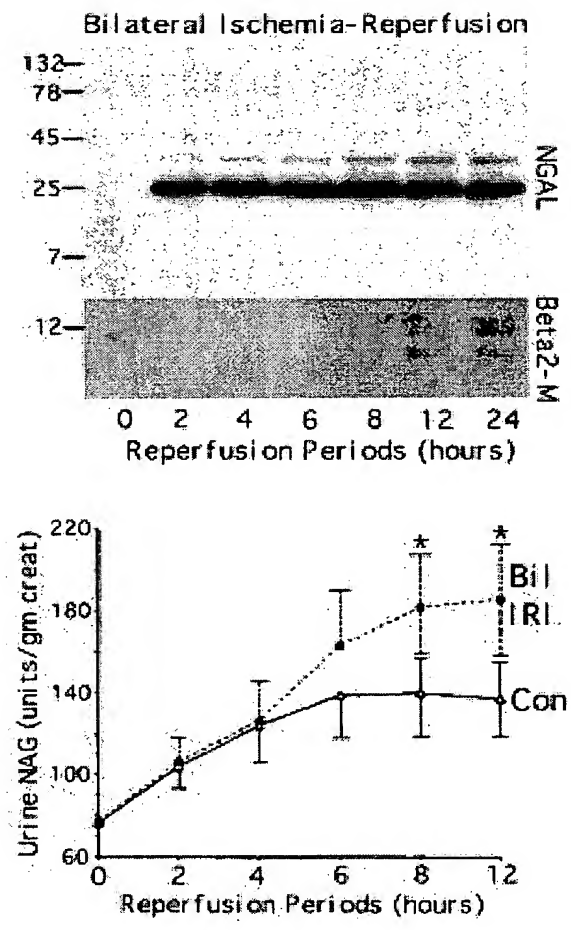 Bilateral Ischemia-Reperfusion
132
78
45
25
7
NGAL
12
Beta2-M
0 2 4 6 8 12 24
Reperfusion Periods (hours)
220
180
140
100
60
Urine NAG (units/gm creat)
* *
Bil
IRI
Con
0 2 4 6 8 12
Reperfusion Periods (hours)